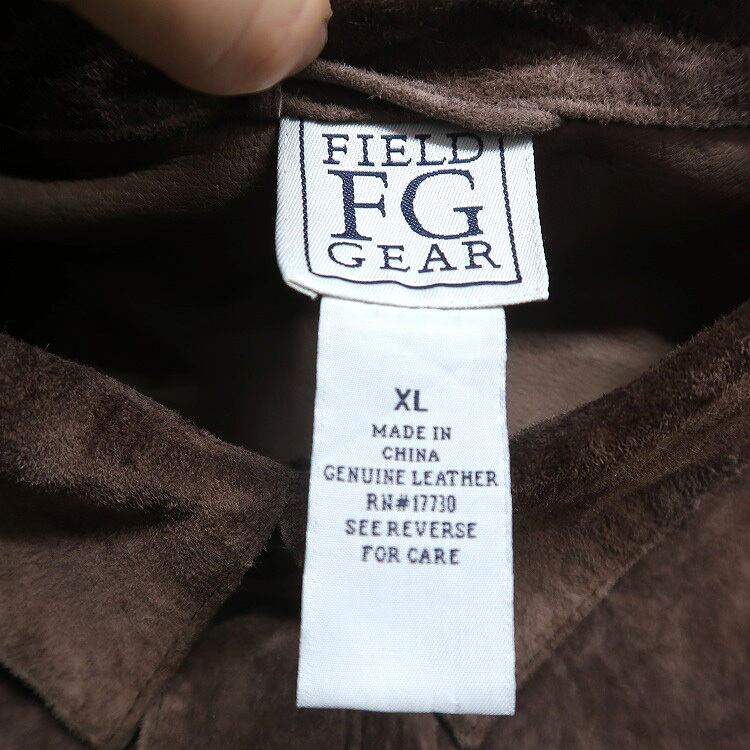 FIELD
FG
GEAR
XL
MADE IN
CHINA
GENUINE LEATHER
RN#17730
SEE REVERSE
FOR CARE